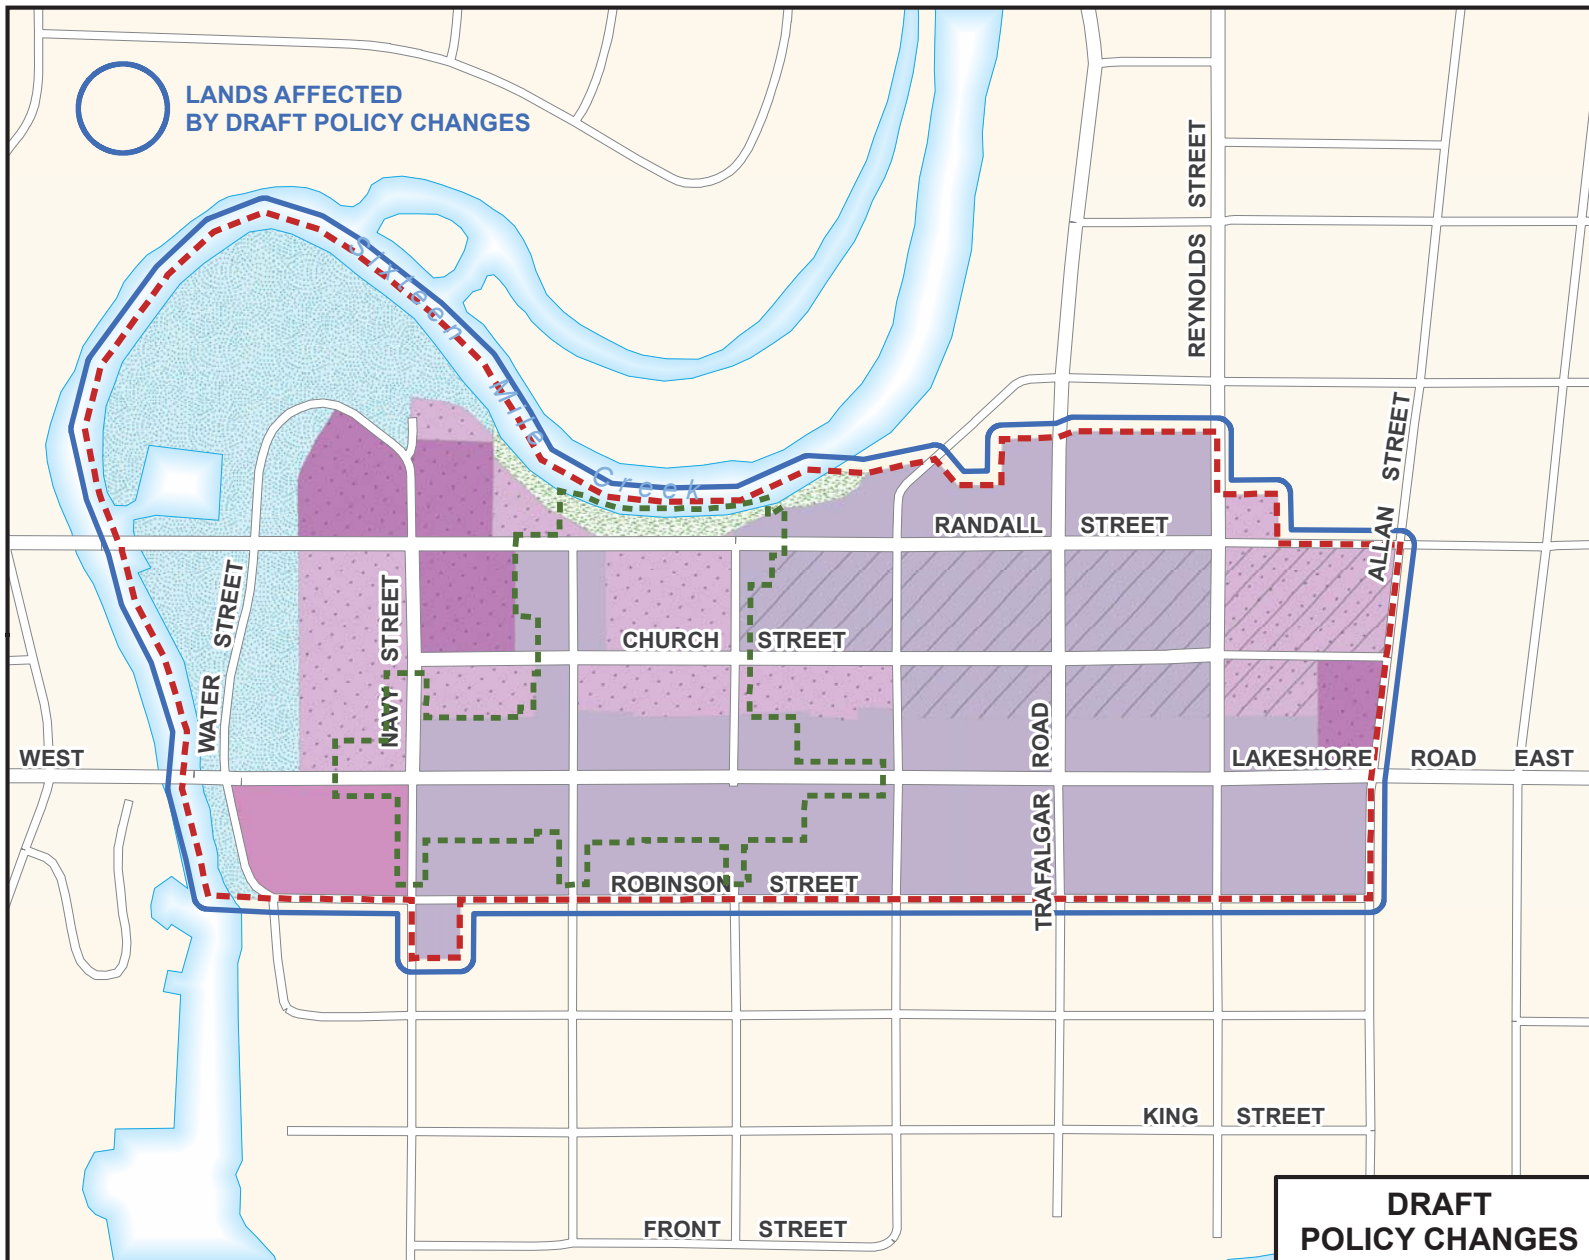 LANDS AFFECTED
BY DRAFT POLICY CHANGES
REYNOLDS STREET
Sixteen Mile Creek
ALLAN STREET
RANDALL STREET
WATER STREET
NAVY STREET
CHURCH STREET
TRAFALGAR ROAD
WEST
LAKESHORE ROAD EAST
ROBINSON STREET
KING STREET
FRONT STREET
DRAFT
POLICY CHANGES